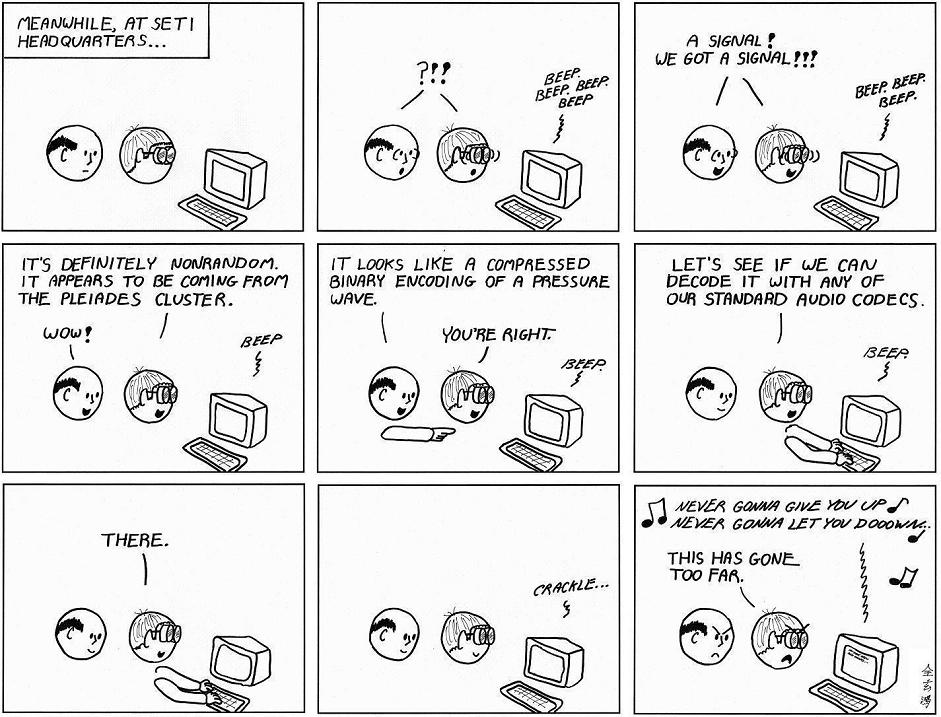 MEANWHILE, AT SETI
HEADQUARTERS...
?!!
BEEP.
BEEP. BEEP.
BEEP
A SIGNAL!
WE GOT A SIGNAL!!!
BEEP. BEEP.
BEEP.
IT'S DEFINITELY NONRANDOM.
IT APPEARS TO BE COMING FROM
THE PLEIADES CLUSTER.
WOW!
BEEP
IT LOOKS LIKE A COMPRESSED
BINARY ENCODING OF A PRESSURE
WAVE.
YOU'RE RIGHT.
BEEP.
LET'S SEE IF WE CAN
DECODE IT WITH ANY OF
OUR STANDARD AUDIO CODECS.
BEEP.
THERE.
CRACKLE...
NEVER GONNA GIVE YOU UP
NEVER GONNA LET YOU DOOOWN..
THIS HAS GONE
TOO FAR.